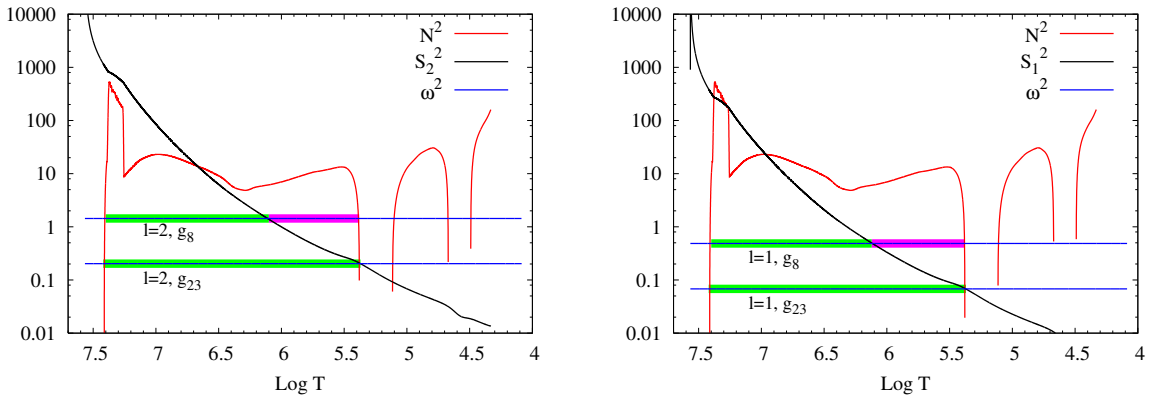 10000
1000
100
10
1
0.1
0.01
N²
S₂²
ω²
l=2, g₈
l=2, g₂₃
7.5 7 6.5 6 5.5 5 4.5 4
Log T
10000
1000
100
10
1
0.1
0.01
N²
S₁²
ω²
l=1, g₈
l=1, g₂₃
7.5 7 6.5 6 5.5 5 4.5 4
Log T